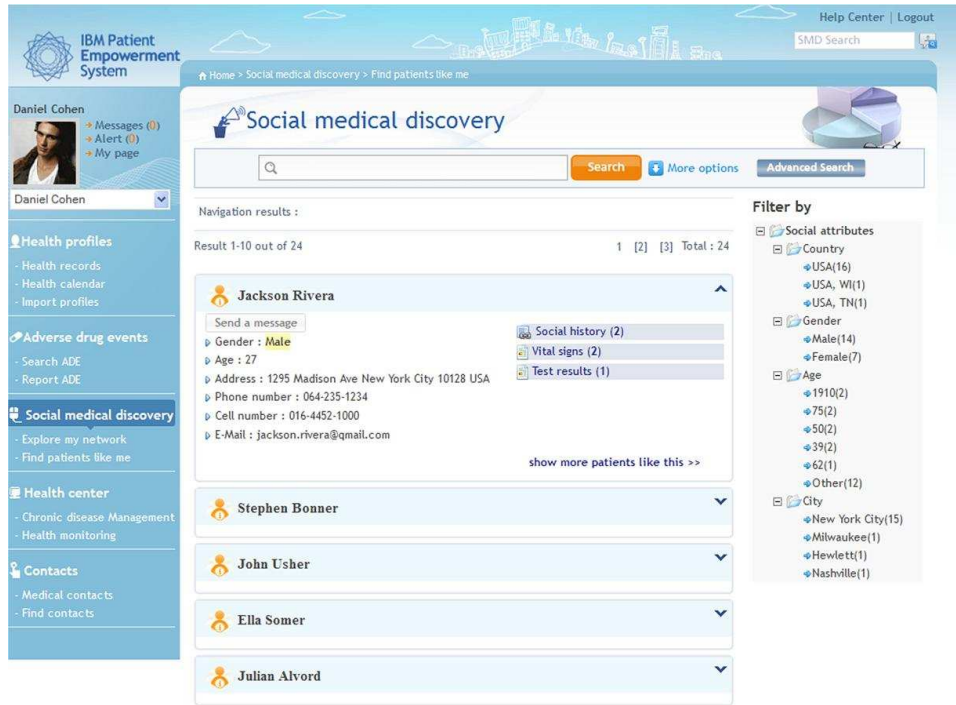 Help Center | Logout
IBM Patient
Empowerment
System
SMD Search
Home > Social medical discovery > Find patients like me
Daniel Cohen
Messages (0)
Alert (0)
My page
Daniel Cohen
Health profiles
- Health records
- Health calendar
- Import profiles
Adverse drug events
- Search ADE
- Report ADE
Social medical discovery
- Explore my network
- Find patients like me
Health center
- Chronic disease Management
- Health monitoring
Contacts
- Medical contacts
- Find contacts
Social medical discovery
Search More options Advanced Search
Navigation results :
Result 1-10 out of 24 1 [2] [3] Total : 24
Jackson Rivera
Send a message
Gender : Male
Age : 27
Address : 1295 Madison Ave New York City 10128 USA
Phone number : 064-235-1234
Cell number : 016-4452-1000
E-Mail : jackson.rivera@qmail.com
Social history (2)
Vital signs (2)
Test results (1)
show more patients like this >>
Stephen Bonner
John Usher
Ella Somer
Julian Alvord
Filter by
Social attributes
Country
USA(16)
USA, WI(1)
USA, TN(1)
Gender
Male(14)
Female(7)
Age
1910(2)
75(2)
50(2)
39(2)
62(1)
Other(12)
City
New York City(15)
Milwaukee(1)
Hewlett(1)
Nashville(1)